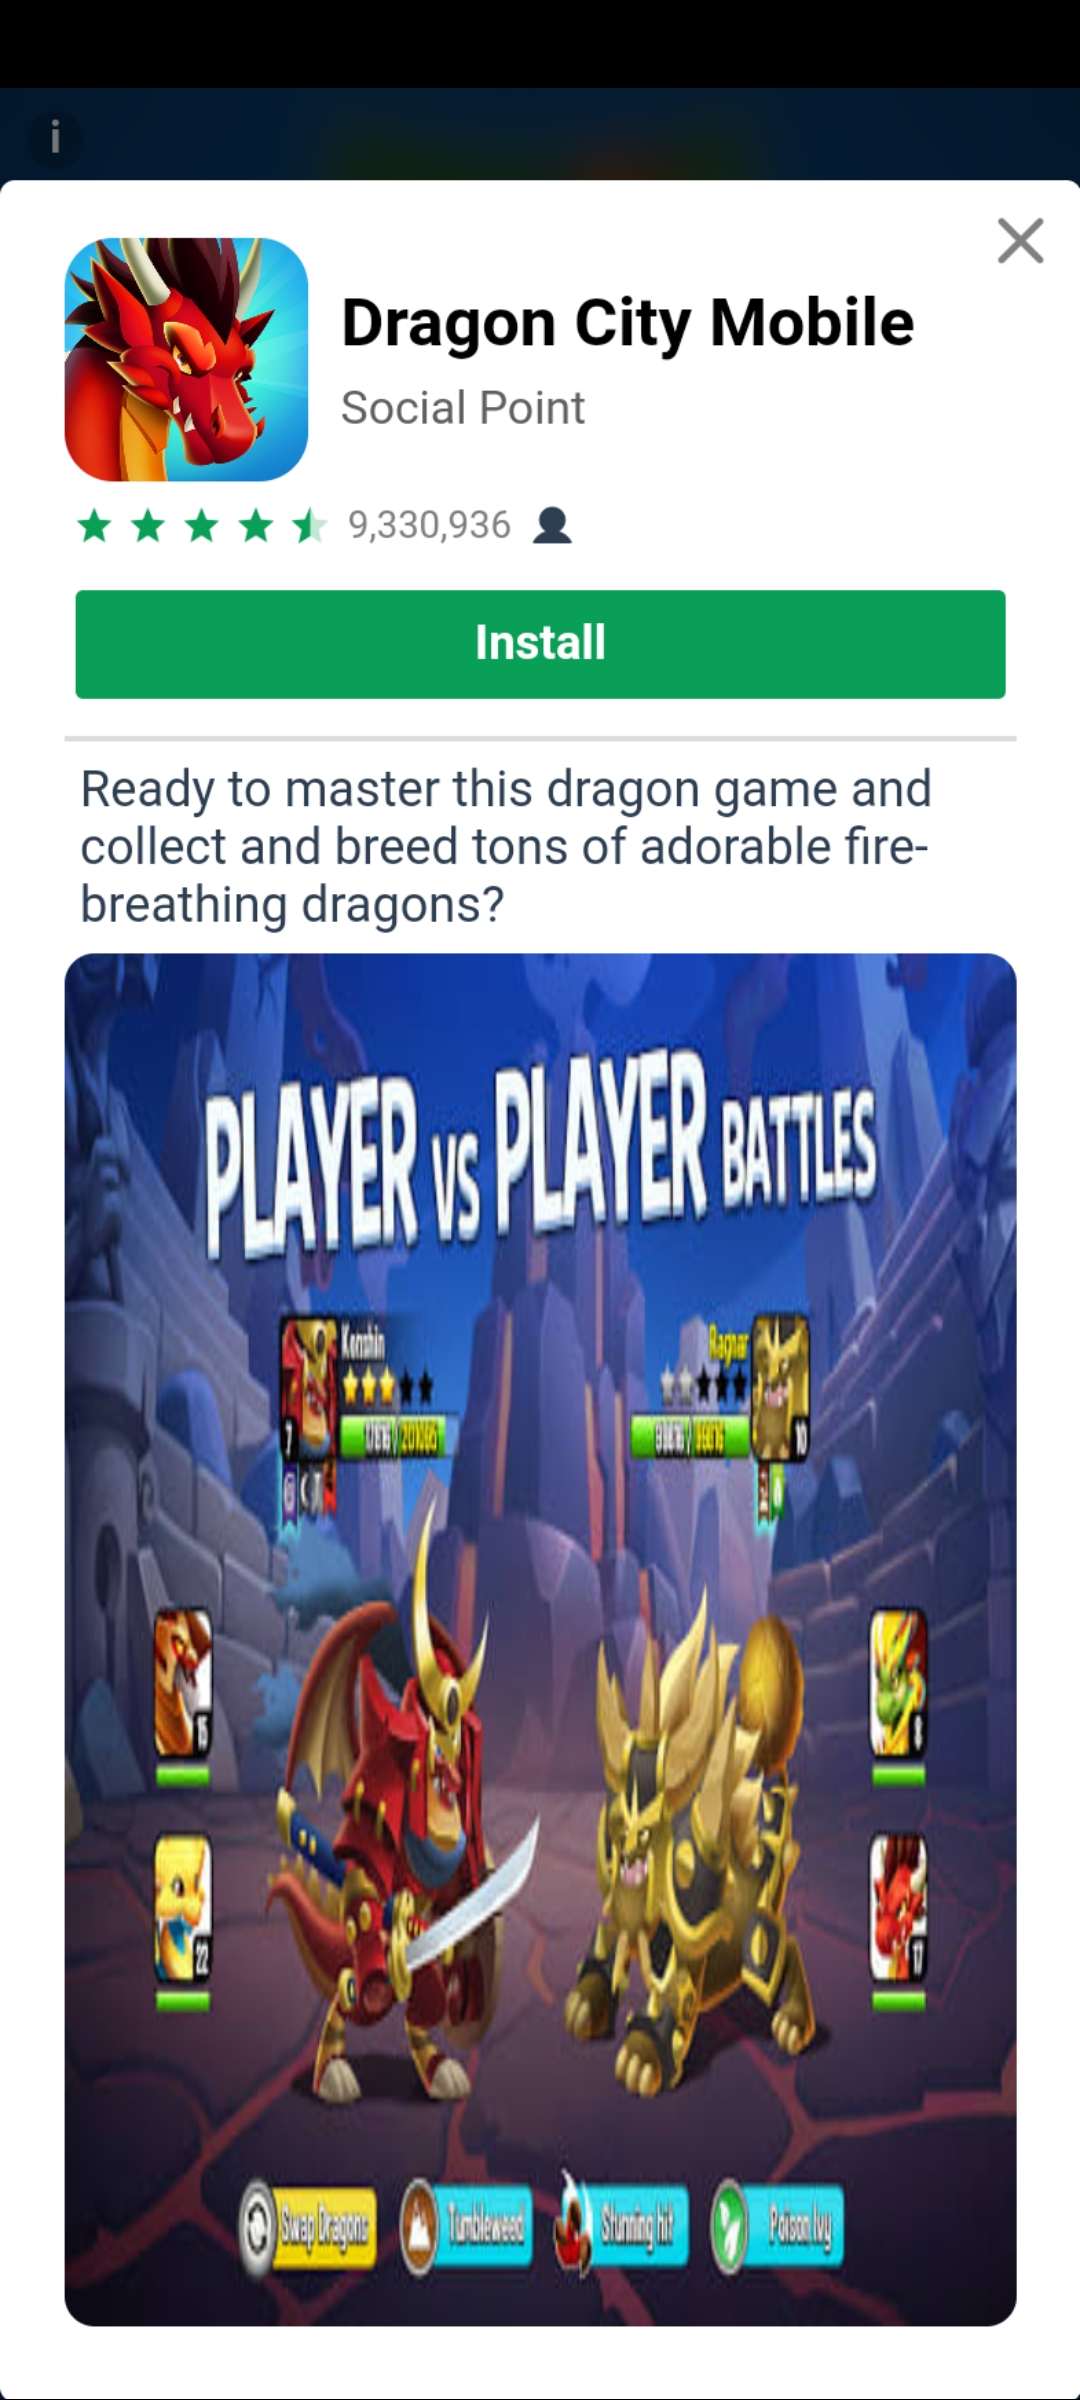 i
Dragon City Mobile
Social Point
9,330,936
Install
Ready to master this dragon game and
collect and breed tons of adorable fire-
breathing dragons?
PLAYER VS PLAYER BATTLES
Kenshin
Ragnar
7
10
15
8
22
17
Swap Dragons
Tumbleweed
Stunning hit
Poison Ivy